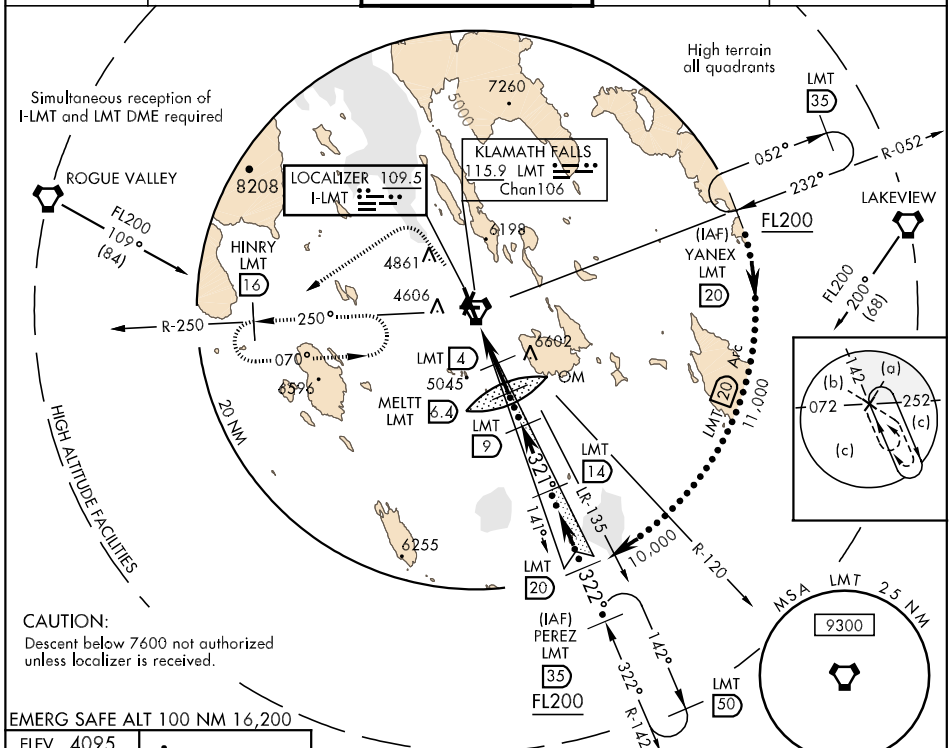 High terrain
all quadrants
LMT
35
052°
R-052
232°
FL200
LAKEVIEW
FL200
200°
(68)
Simultaneous reception of
I-LMT and LMT DME required
ROGUE VALLEY
FL200
109°
(84)
8208
7260
5000
LOCALIZER 109.5
I-LMT
KLAMATH FALLS
115.9 LMT
Chan 106
6198
4861
4606
HINRY
LMT
16
R-250
250°
070°
6596
(IAF)
YANEX
LMT
20
LMT 20 Arc
11,000
10,000
LMT 4
6602
5045
OM
MELTT
LMT 6.4
LMT
9
LMT
14
321°
141°
LR-135
R-120
LMT
20
322°
(IAF)
PEREZ
LMT
35
FL200
142°
322°
R-142
LMT
50
6255
20 NM
HIGH ALTITUDE FACILITIES
142
(a)
(b)
072
252
(c)
(c)
MSA LMT 25 NM
9300
CAUTION:
Descent below 7600 not authorized
unless localizer is received.
EMERG SAFE ALT 100 NM 16,200
ELEV 4095